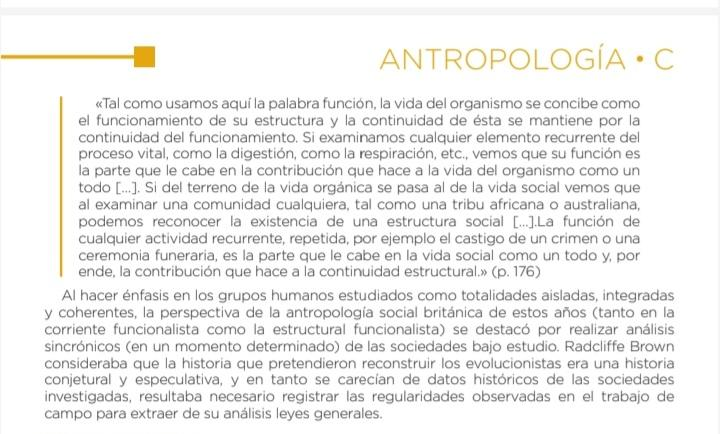 ANTROPOLOGÍA • C
«Tal como usamos aquí la palabra función, la vida del organismo se concibe como
el funcionamiento de su estructura y la continuidad de ésta se mantiene por la
continuidad del funcionamiento. Si examinamos cualquier elemento recurrente del
proceso vital, como la digestión, como la respiración, etc., vemos que su función es
la parte que le cabe en la contribución que hace a la vida del organismo como un
todo [...]. Si del terreno de la vida orgánica se pasa al de la vida social vemos que
al examinar una comunidad cualquiera, tal como una tribu africana o australiana,
podemos reconocer la existencia de una estructura social [...].La función de
cualquier actividad recurrente, repetida, por ejemplo el castigo de un crimen o una
ceremonia funeraria, es la parte que le cabe en la vida social como un todo y, por
ende, la contribución que hace a la continuidad estructural.» (p. 176)
Al hacer énfasis en los grupos humanos estudiados como totalidades aisladas, integradas
y coherentes, la perspectiva de la antropología social británica de estos años (tanto en la
corriente funcionalista como la estructural funcionalista) se destacó por realizar análisis
sincrónicos (en un momento determinado) de las sociedades bajo estudio. Radcliffe Brown
consideraba que la historia que pretendieron reconstruir los evolucionistas era una historia
conjetural y especulativa, y en tanto se carecían de datos históricos de las sociedades
investigadas, resultaba necesario registrar las regularidades observadas en el trabajo de
campo para extraer de su análisis leyes generales.